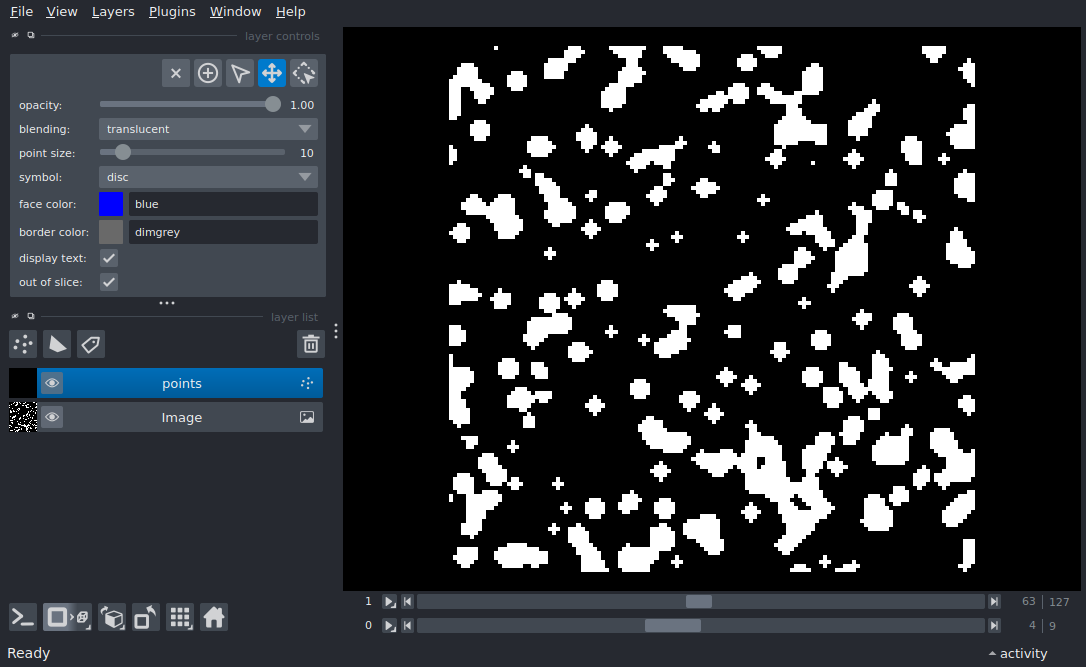 File View Layers Plugins Window Help
layer controls
opacity: 1.00
blending: translucent
point size: 10
symbol: disc
face color: blue
border color: dimgrey
display text:
out of slice:
layer list
points
Image
1 63 127
0 4 9
Ready activity